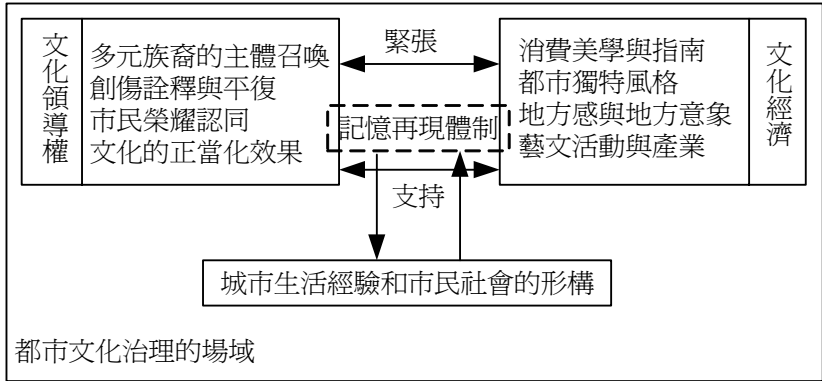 文化領導權
多元族裔的主體召喚
創傷詮釋與平復
市民榮耀認同
文化的正當化效果
緊張
記憶再現體制
支持
消費美學與指南
都市獨特風格
地方感與地方意象
藝文活動與產業
文化經濟
城市生活經驗和市民社會的形構
都市文化治理的場域